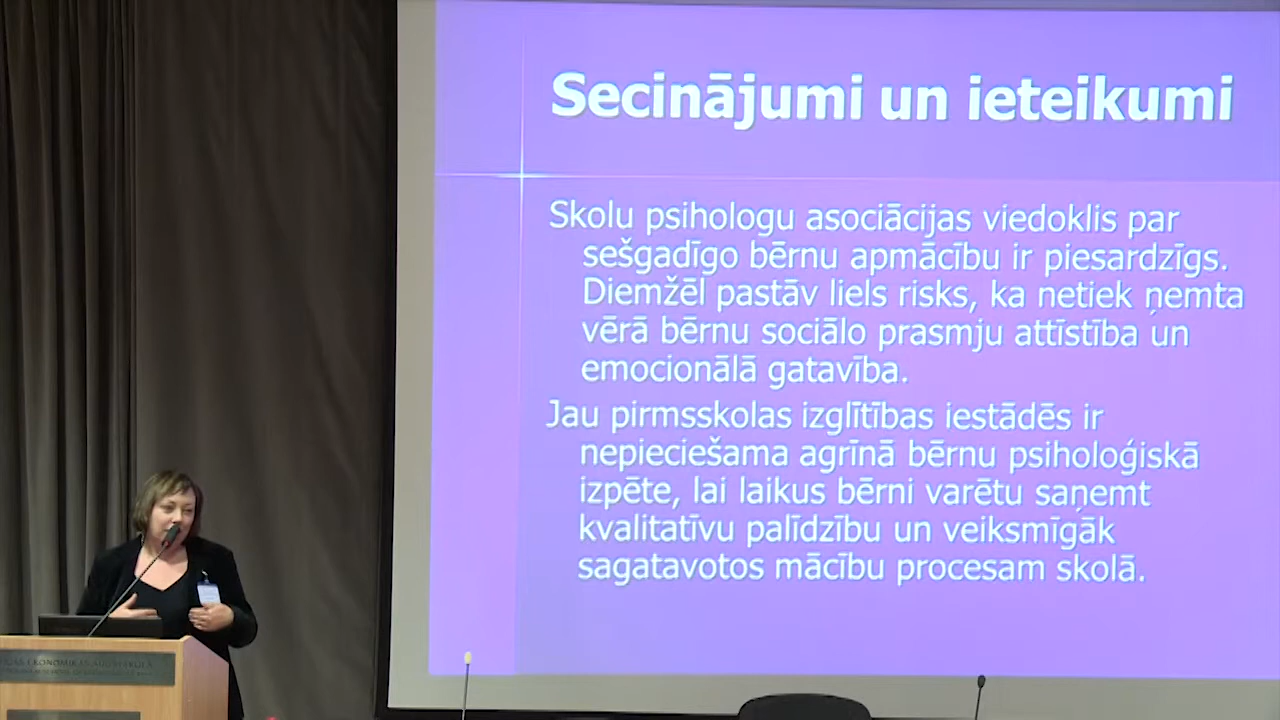 Secinājumi un ieteikumi
Skolu psihologu asociācijas viedoklis par
sešgadīgo bērnu apmācību ir piesardzīgs.
Diemžēl pastāv liels risks, ka netiek ņemta
vērā bērnu sociālo prasmju attīstība un
emocionālā gatavība.
Jau pirmsskolas izglītības iestādēs ir
nepieciešama agrīnā bērnu psiholoģiskā
izpēte, lai laikus bērni varētu saņemt
kvalitatīvu palīdzību un veiksmīgāk
sagatavotos mācību procesam skolā.
EKONOMIKAS AUGSTSKOLA